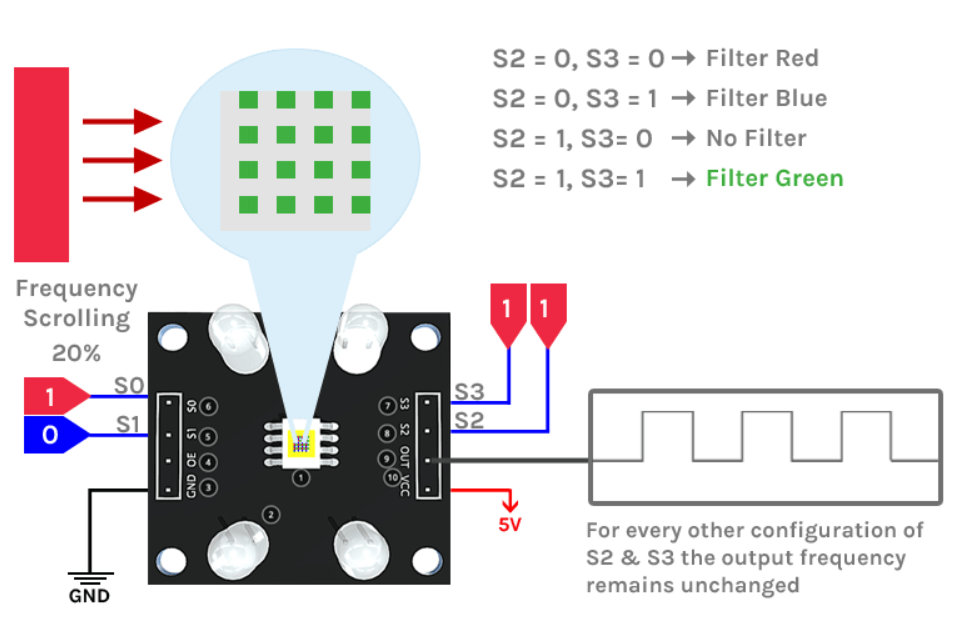 S2 = 0, S3 = 0 → Filter Red
S2 = 0, S3 = 1 → Filter Blue
S2 = 1, S3= 0 → No Filter
S2 = 1, S3= 1 → Filter Green
Frequency
Scrolling
20%
1
0
S0
S1
S0
S1
OE
GND
6
5
4
3
1
2
7
8
9
10
S3
S2
OUT
VCC
S3
S2
1
1
5V
GND
For every other configuration of
S2 & S3 the output frequency
remains unchanged